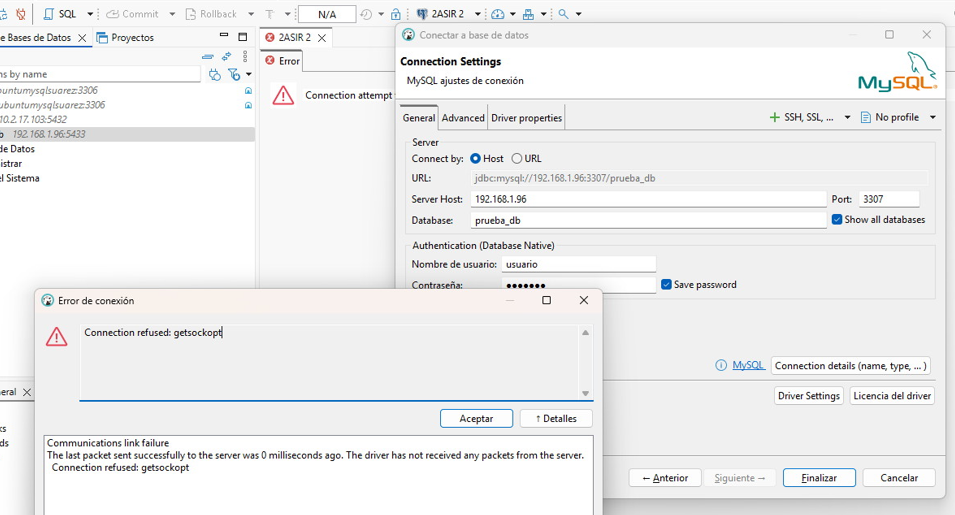 SQL Commit Rollback T N/A 2ASIR 2
e Bases de Datos Proyectos
ns by name
untumysqlsuarez:3306
ubuntumysqlsuarez:3306
10.2.17.103:5432
b 192.168.1.96:5433
de Datos
istrar
el Sistema
2ASIR 2
Error
Connection attempt
Conectar a base de datos
Connection Settings
MySQL ajustes de conexión
MySQL
General Advanced Driver properties
SSH, SSL, ... No profile
Server
Connect by: Host URL
URL: jdbc:mysql://192.168.1.96:3307/prueba_db
Server Host: 192.168.1.96 Port: 3307
Database: prueba_db Show all databases
Authentication (Database Native)
Nombre de usuario: usuario
Contraseña: ●●●●●●● Save password
MySQL Connection details (name, type, ... )
Driver Settings Licencia del driver
← Anterior Siguiente → Finalizar Cancelar
Error de conexión
Connection refused: getsockopt
Aceptar ↑ Detalles
Communications link failure
The last packet sent successfully to the server was 0 milliseconds ago. The driver has not received any packets from the server.
Connection refused: getsockopt
neral
ks
ds